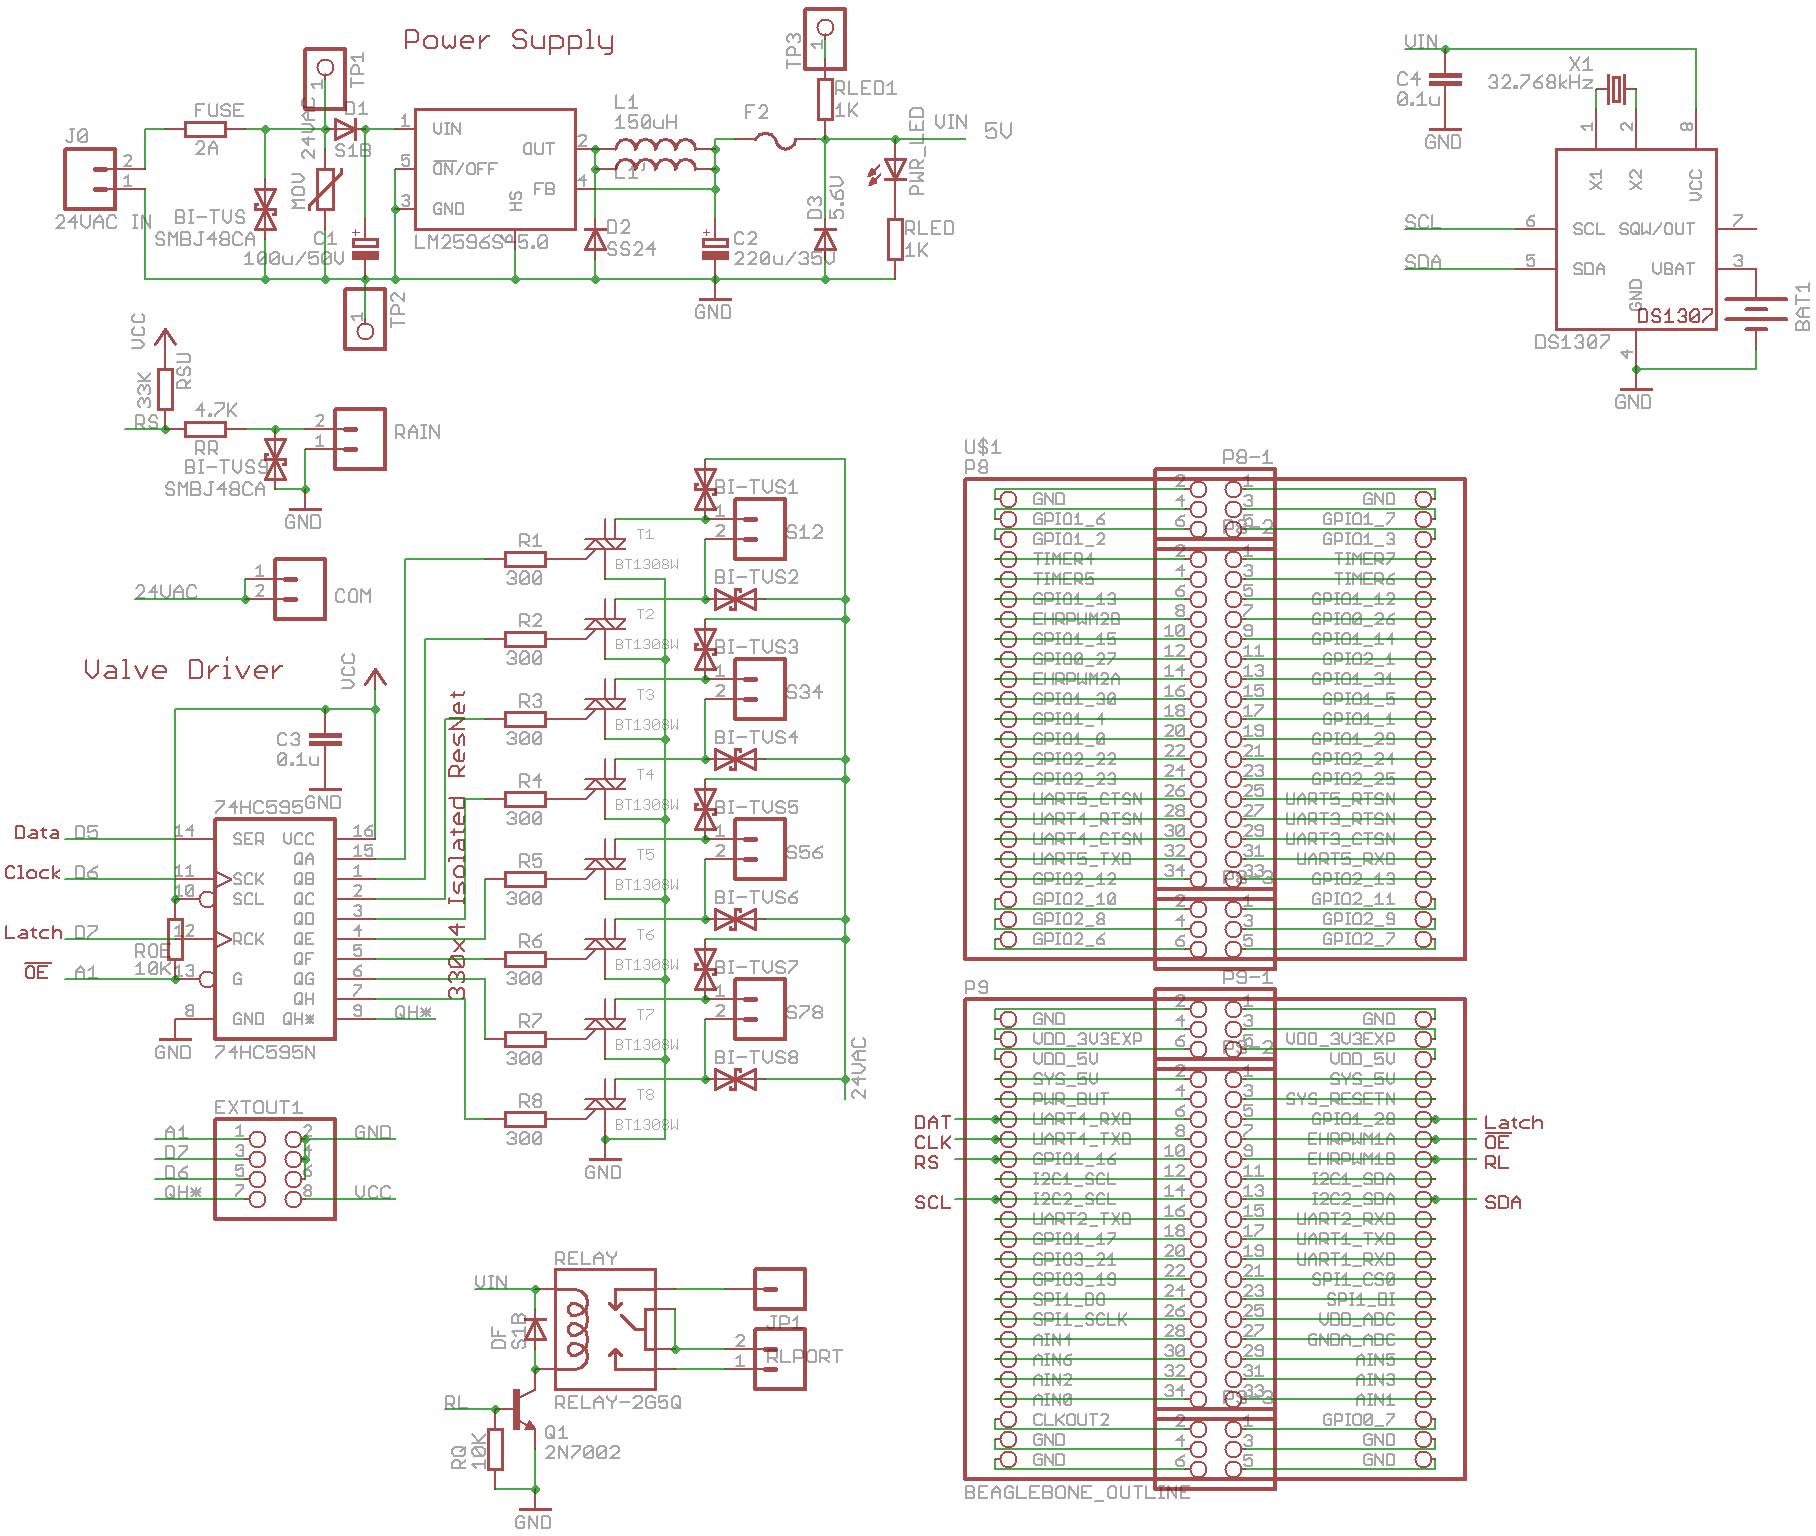 Power Supply
J0
2
1
24VAC IN
FUSE
2A
BI-TVS
SMBJ48CA
24VAC
MOV
TP1
1
D1
S1B
C1
100u/50V
TP2
1
1
5
3
VIN
ON/OFF
GND
HS
OUT
FB
2
4
LM2596S-5.0
L1
150uH
L1'
D2
SS24
C2
220u/35V
GND
F2
TP3
1
RLED1
1K
D3
5.6V
PWR_LED
VIN
5V
RLED
1K
VIN
C4
0.1u
GND
X1
32.768kHz
1
2
8
X1
X2
VCC
SCL
6
SCL
SQW/OUT
7
SDA
5
SDA
VBAT
3
GND
DS1307
DS1307
4
GND
BAT1
VCC
33K
RSU
RS
4.7K
RR
BI-TVS9
SMBJ48CA
GND
2
1
RAIN
24VAC
1
2
COM
Valve Driver
VCC
C3
0.1u
GND
74HC595
Data D5 14 SER VCC 16
QA 15
Clock D6 11 SCK QB 1
10 SCL QC 2
QD 3
Latch D7 12 RCK QE 4
QF 5
OE A1 13 G QG 6
QH 7
8 GND QH* 9 QH*
ROE
10K
GND
74HC595N
330x4 Isolated ResNet
R1
300
R2
300
R3
300
R4
300
R5
300
R6
300
R7
300
R8
300
T1
BT1308W
T2
BT1308W
T3
BT1308W
T4
BT1308W
T5
BT1308W
T6
BT1308W
T7
BT1308W
T8
BT1308W
GND
BI-TVS1
1
2
S12
BI-TVS2
BI-TVS3
1
2
S34
BI-TVS4
BI-TVS5
1
2
S56
BI-TVS6
BI-TVS7
1
2
S78
BI-TVS8
24VAC
EXTOUT1
A1 1 2 GND
D7 3 4
D6 5 6
QH* 7 8 VCC
RELAY
VIN
DF
S1B
RELAY-2G5Q
RL
RQ
10K
Q1
2N7002
GND
JP1
2
1
RLPORT
U$1
P8
P8-1
GND 2 1 GND
GPIO1_6 4 3 GPIO1_7
GPIO1_2 6 5 GPIO1_3
P8-2
TIMER4 2 1 TIMER7
TIMER5 4 3 TIMER6
GPIO1_13 6 5 GPIO1_12
EHRPWM2B 8 7 GPIO0_26
GPIO1_15 10 9 GPIO1_14
GPIO0_27 12 11 GPIO2_1
EHRPWM2A 14 13 GPIO1_31
GPIO1_30 16 15 GPIO1_5
GPIO1_4 18 17 GPIO1_1
GPIO1_0 20 19 GPIO1_29
GPIO2_22 22 21 GPIO2_24
GPIO2_23 24 23 GPIO2_25
UART5_CTSN 26 25 UART5_RTSN
UART4_RTSN 28 27 UART3_RTSN
UART4_CTSN 30 29 UART3_CTSN
UART5_TXD 32 31 UART5_RXD
GPIO2_12 34 33 GPIO2_13
P8-3
GPIO2_10 2 1 GPIO2_11
GPIO2_8 4 3 GPIO2_9
GPIO2_6 6 5 GPIO2_7
P9
P9-1
GND 2 1 GND
VDD_3V3EXP 4 3 VDD_3V3EXP
VDD_5V 6 5 VDD_5V
P9-2
SYS_5V 2 1 SYS_5V
PWR_BUT 4 3 SYS_RESETN
DAT UART4_RXD 6 5 GPIO1_28 Latch
CLK UART4_TXD 8 7 EHRPWM1A OE
RS GPIO1_16 10 9 EHRPWM1B RL
I2C1_SCL 12 11 I2C1_SDA
SCL I2C2_SCL 14 13 I2C2_SDA SDA
UART2_TXD 16 15 UART2_RXD
GPIO1_17 18 17 UART1_TXD
GPIO3_21 20 19 UART1_RXD
GPIO3_19 22 21 SPI1_CS0
SPI1_D0 24 23 SPI1_DI
SPI1_SCLK 26 25 VDD_ADC
AIN4 28 27 GNDA_ADC
AIN6 30 29 AIN5
AIN2 32 31 AIN3
AIN0 34 33 AIN1
P9-3
CLKOUT2 2 1 GPIO0_7
GND 4 3 GND
GND 6 5 GND
BEAGLEBONE_OUTLINE